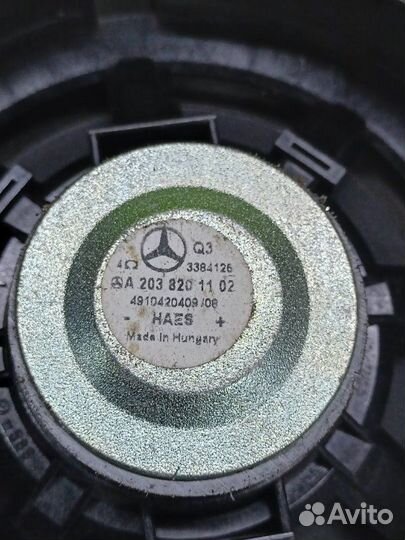 Q3
4Ω 3384126
A 203 820 11 02
4910420409/08
- HAES +
Made in Hungary
Avito